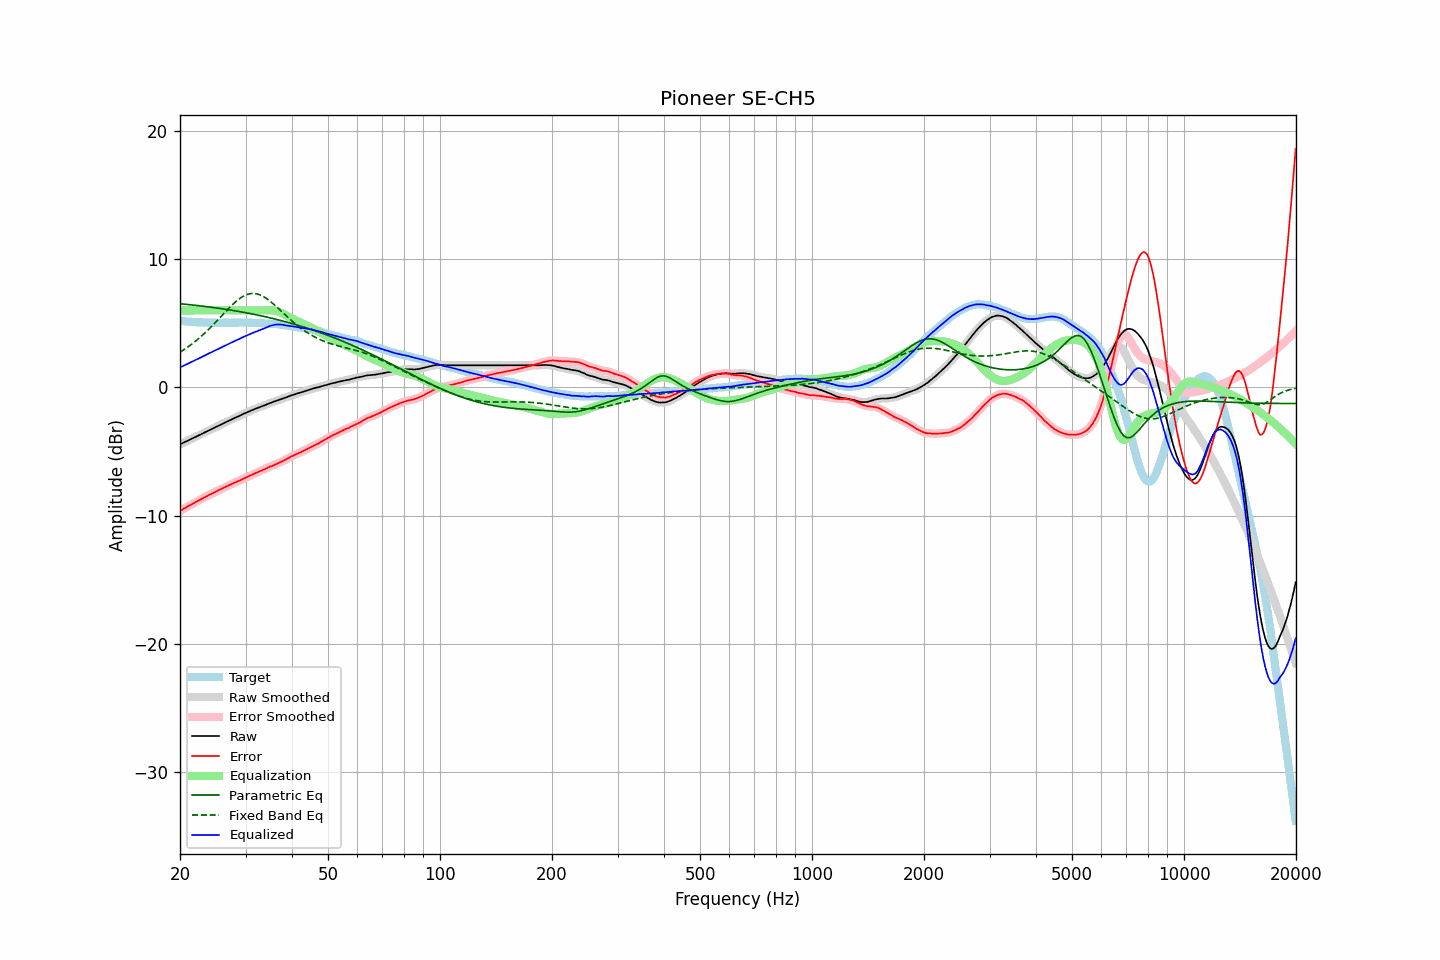 Pioneer SE-CH5
Amplitude (dBr)
20
10
0
−10
−20
−30
Target
Raw Smoothed
Error Smoothed
Raw
Error
Equalization
Parametric Eq
Fixed Band Eq
Equalized
20 50 100 200 500 1000 2000 5000 10000 20000
Frequency (Hz)